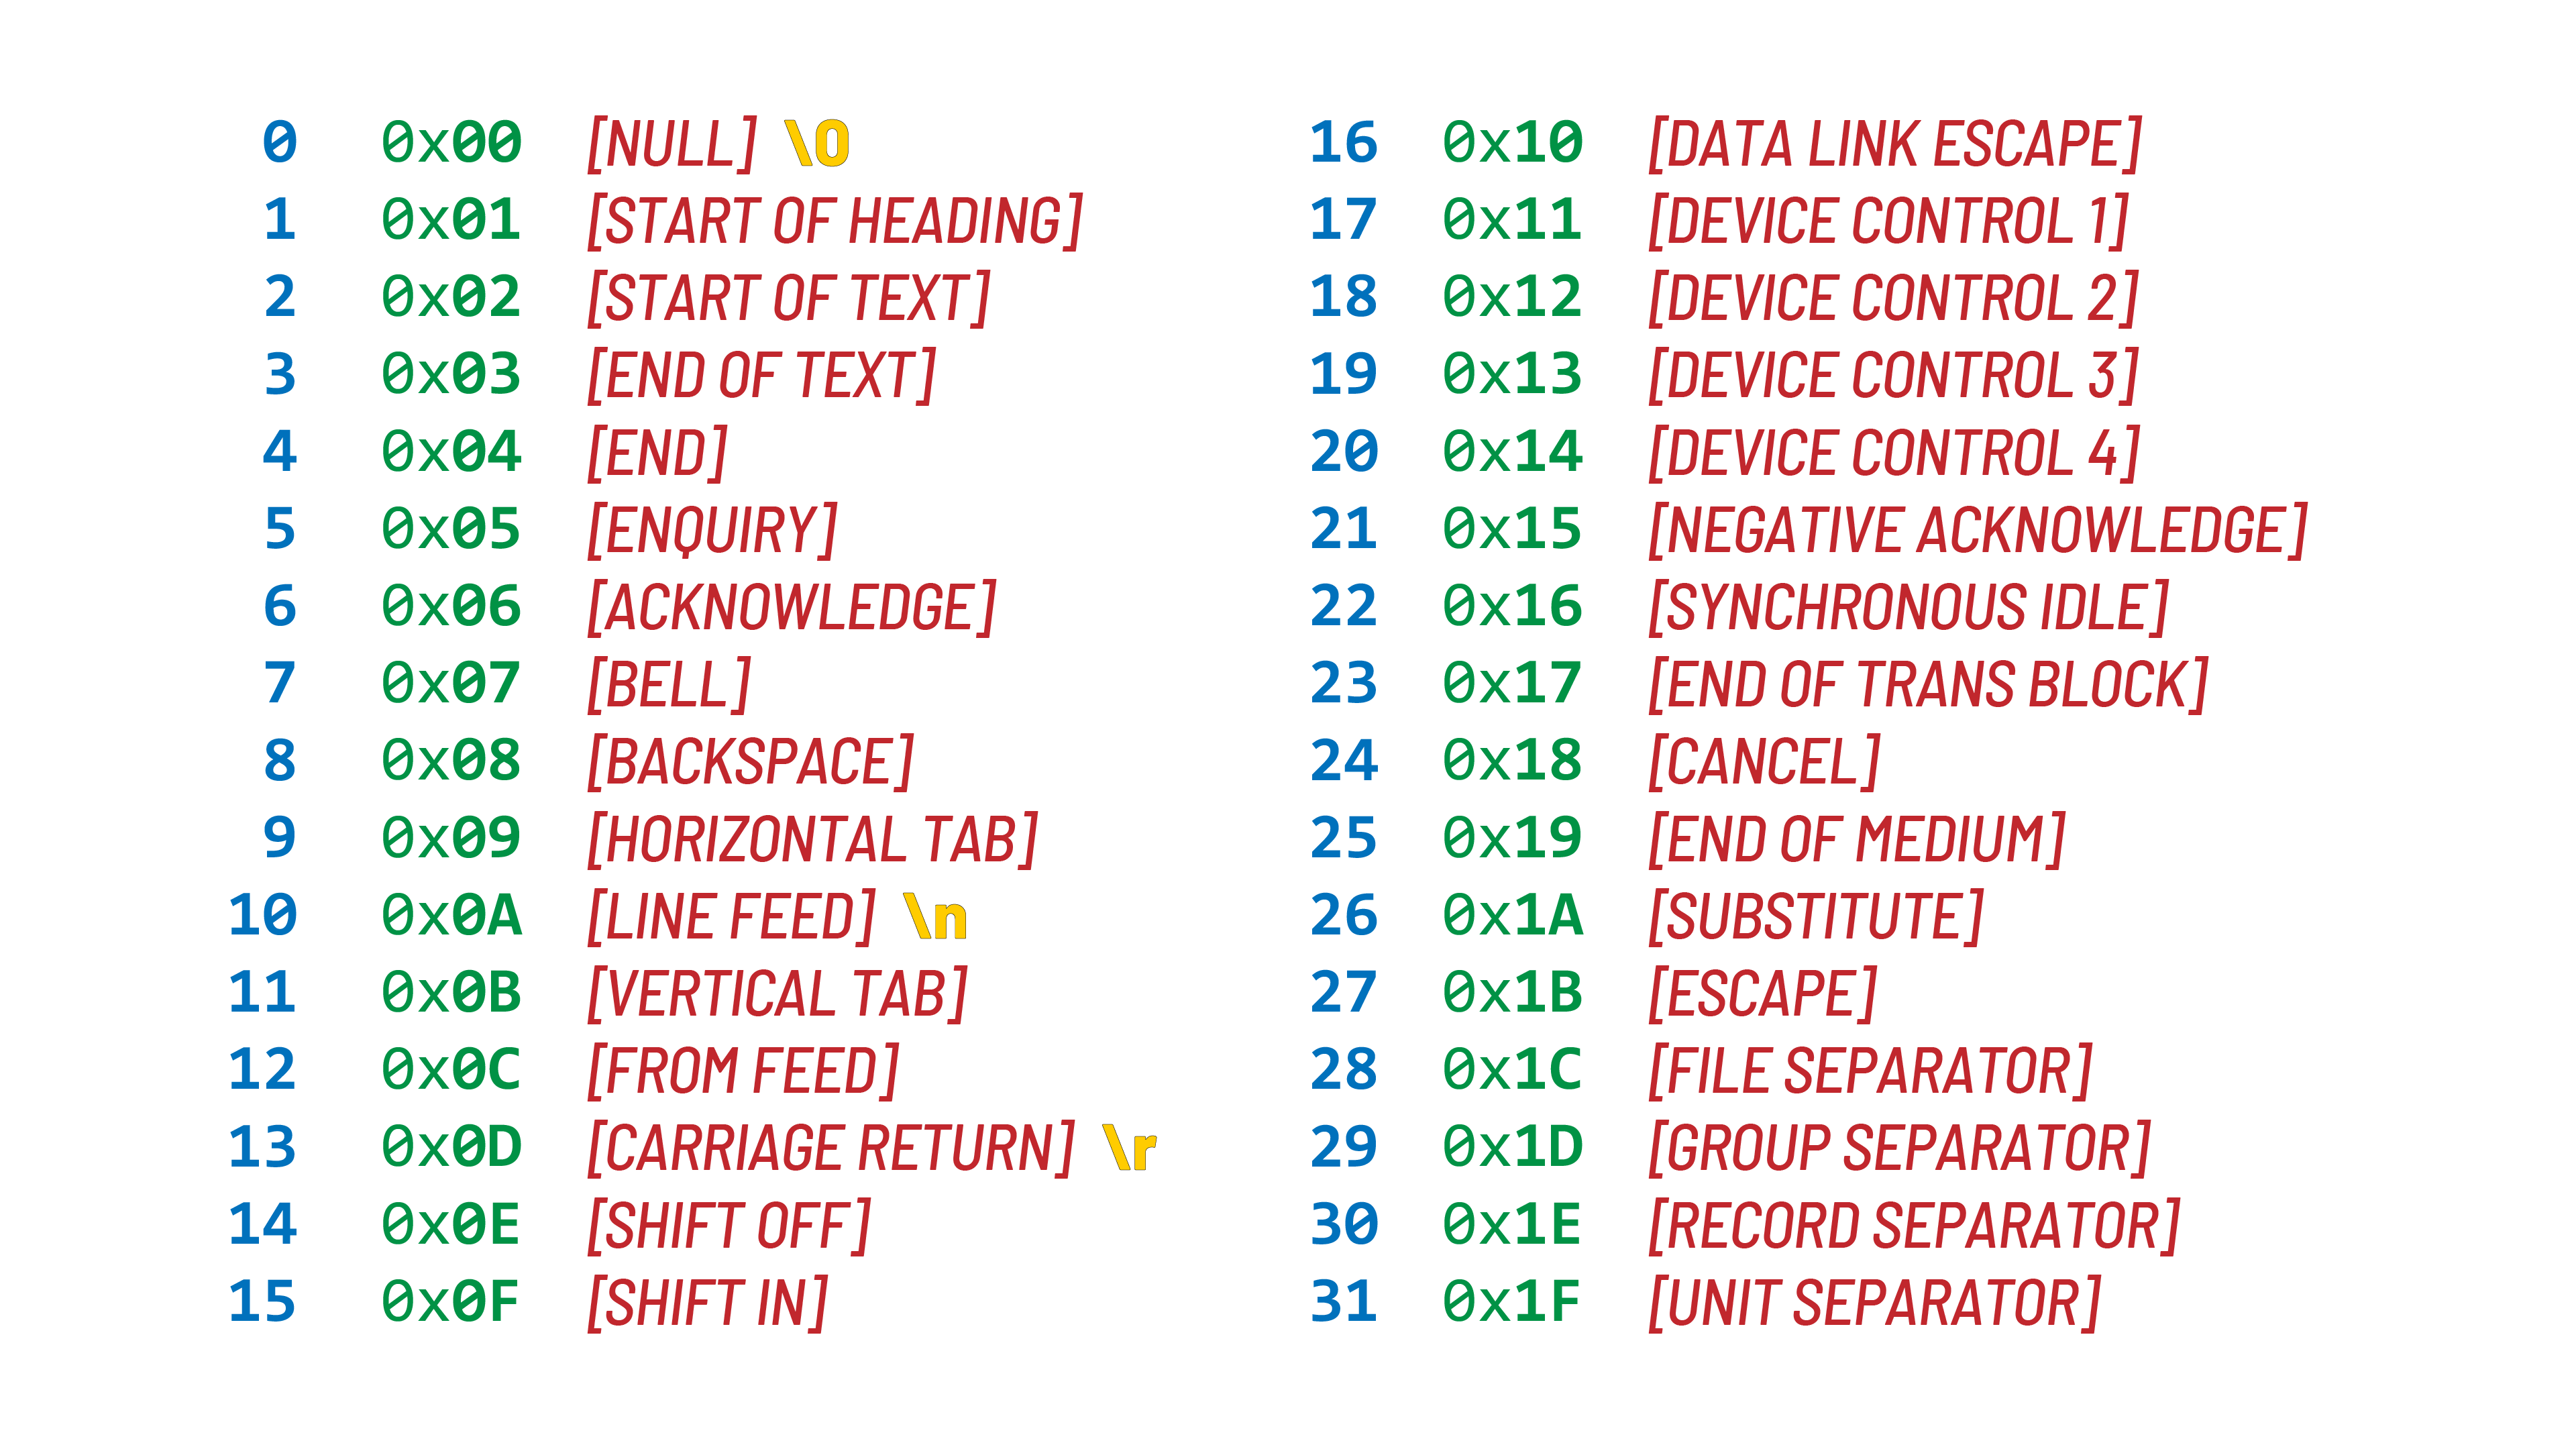 0 0x00 [NULL] \0
1 0x01 [START OF HEADING]
2 0x02 [START OF TEXT]
3 0x03 [END OF TEXT]
4 0x04 [END]
5 0x05 [ENQUIRY]
6 0x06 [ACKNOWLEDGE]
7 0x07 [BELL]
8 0x08 [BACKSPACE]
9 0x09 [HORIZONTAL TAB]
10 0x0A [LINE FEED] \n
11 0x0B [VERTICAL TAB]
12 0x0C [FROM FEED]
13 0x0D [CARRIAGE RETURN] \r
14 0x0E [SHIFT OFF]
15 0x0F [SHIFT IN]
16 0x10 [DATA LINK ESCAPE]
17 0x11 [DEVICE CONTROL 1]
18 0x12 [DEVICE CONTROL 2]
19 0x13 [DEVICE CONTROL 3]
20 0x14 [DEVICE CONTROL 4]
21 0x15 [NEGATIVE ACKNOWLEDGE]
22 0x16 [SYNCHRONOUS IDLE]
23 0x17 [END OF TRANS BLOCK]
24 0x18 [CANCEL]
25 0x19 [END OF MEDIUM]
26 0x1A [SUBSTITUTE]
27 0x1B [ESCAPE]
28 0x1C [FILE SEPARATOR]
29 0x1D [GROUP SEPARATOR]
30 0x1E [RECORD SEPARATOR]
31 0x1F [UNIT SEPARATOR]